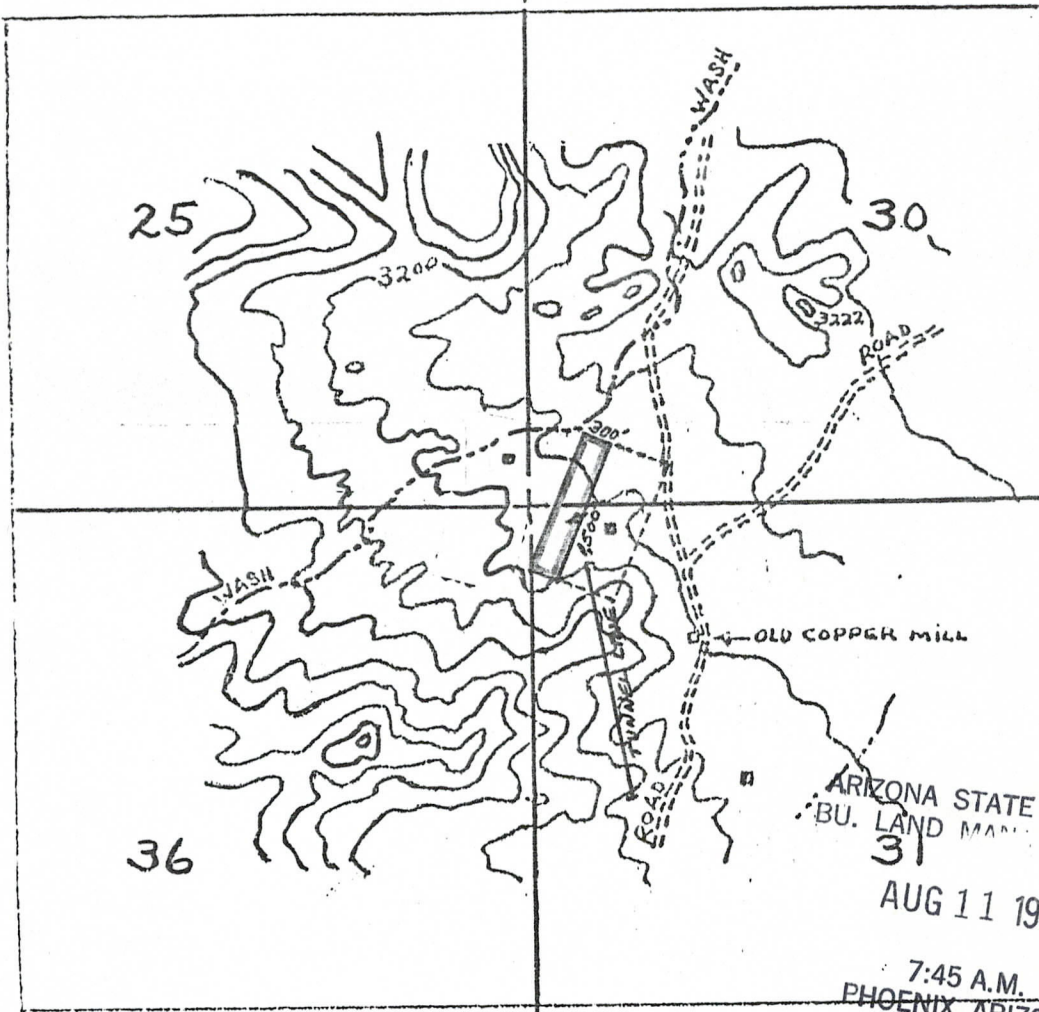 WASH
25
30
3200
3222
ROAD
300'
1500'
WASH
TUNNEL LINE
OLD COPPER MILL
ROAD
ARIZONA STATE
BU. LAND
36
31
AUG 11 19
7:45 A.M.
PHOENIX